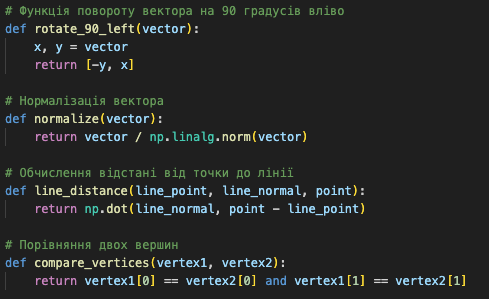 # Функція повороту вектора на 90 градусів вліво
def rotate_90_left(vector):
    x, y = vector
    return [-y, x]

# Нормалізація вектора
def normalize(vector):
    return vector / np.linalg.norm(vector)

# Обчислення відстані від точки до лінії
def line_distance(line_point, line_normal, point):
    return np.dot(line_normal, point - line_point)

# Порівняння двох вершин
def compare_vertices(vertex1, vertex2):
    return vertex1[0] == vertex2[0] and vertex1[1] == vertex2[1]